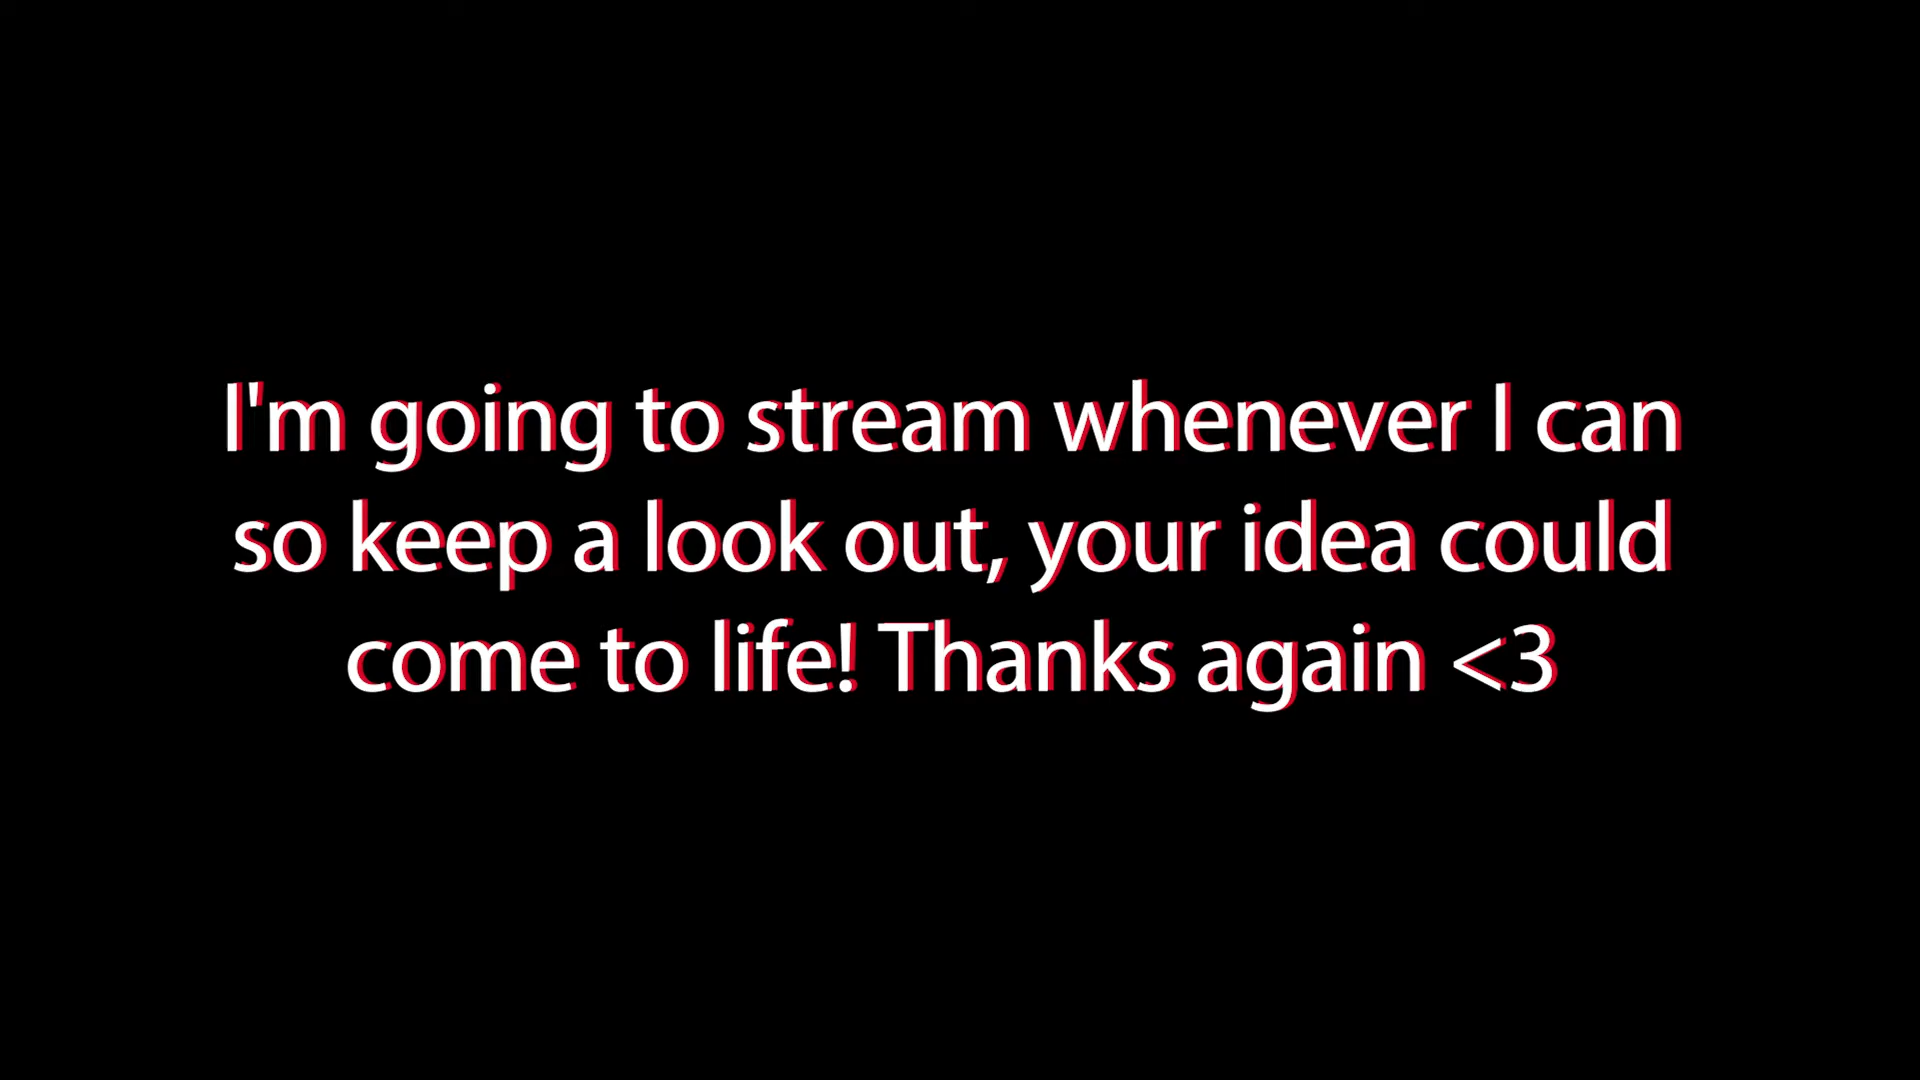 I'm going to stream whenever I can
so keep a look out, your idea could
come to life! Thanks again <3